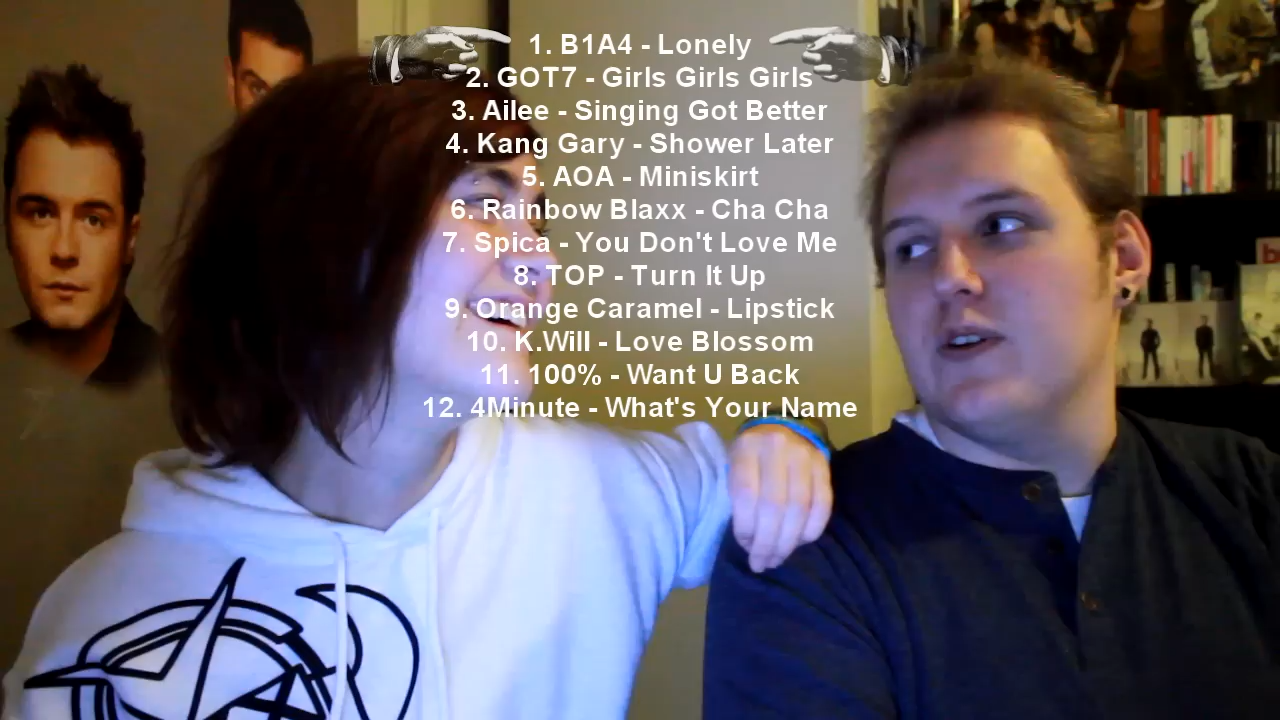 1. B1A4 - Lonely
2. GOT7 - Girls Girls Girls
3. Ailee - Singing Got Better
4. Kang Gary - Shower Later
5. AOA - Miniskirt
6. Rainbow Blaxx - Cha Cha
7. Spica - You Don't Love Me
8. TOP - Turn It Up
9. Orange Caramel - Lipstick
10. K.Will - Love Blossom
11. 100% - Want U Back
12. 4Minute - What's Your Name